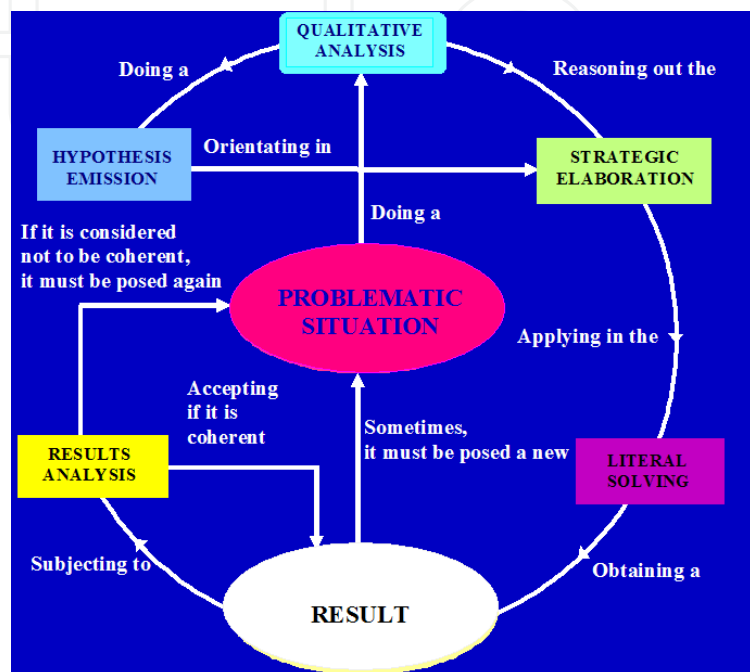 QUALITATIVE
ANALYSIS
Doing a
Reasoning out the
HYPOTHESIS
EMISSION
Orientating in
STRATEGIC
ELABORATION
Doing a
If it is considered
not to be coherent,
it must be posed again
PROBLEMATIC
SITUATION
Applying in the
Accepting
if it is
coherent
Sometimes,
it must be posed a new
RESULTS
ANALYSIS
LITERAL
SOLVING
Subjecting to
Obtaining a
RESULT